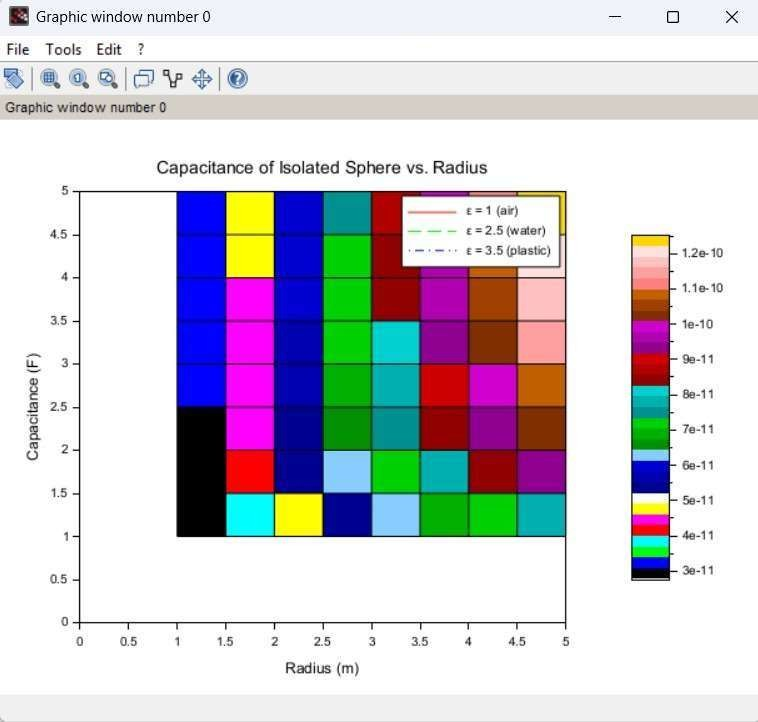 Graphic window number 0
File Tools Edit ?
Graphic window number 0
Capacitance of Isolated Sphere vs. Radius
5
4.5
4
3.5
3
2.5
2
1.5
1
0.5
0
Capacitance (F)
0 0.5 1 1.5 2 2.5 3 3.5 4 4.5 5
Radius (m)
ε = 1 (air)
ε = 2.5 (water)
ε = 3.5 (plastic)
1.2e-10
1.1e-10
1e-10
9e-11
8e-11
7e-11
6e-11
5e-11
4e-11
3e-11